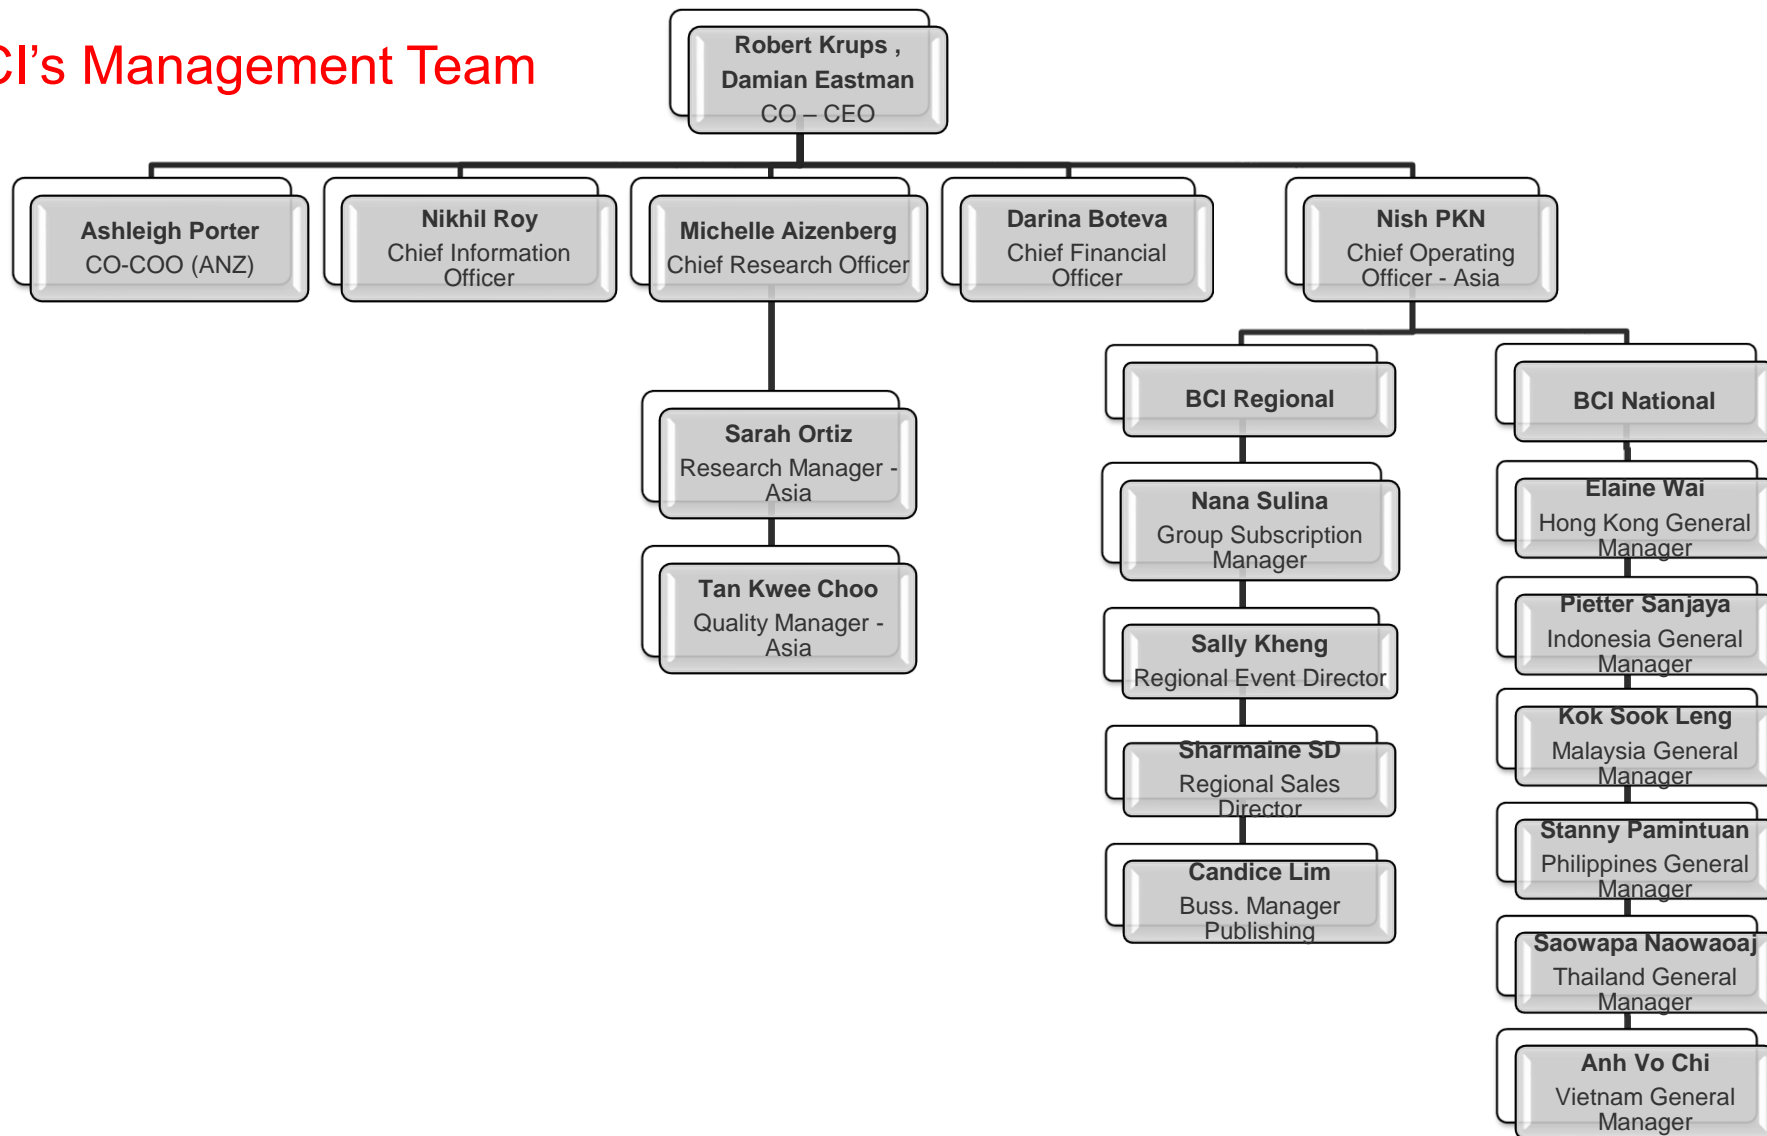 CI's Management Team
Robert Krups ,
Damian Eastman
CO – CEO
Ashleigh Porter
CO-COO (ANZ)
Nikhil Roy
Chief Information
Officer
Michelle Aizenberg
Chief Research Officer
Darina Boteva
Chief Financial
Officer
Nish PKN
Chief Operating
Officer - Asia
Sarah Ortiz
Research Manager -
Asia
Tan Kwee Choo
Quality Manager -
Asia
BCI Regional
Nana Sulina
Group Subscription
Manager
Sally Kheng
Regional Event Director
Sharmaine SD
Regional Sales
Director
Candice Lim
Buss. Manager
Publishing
BCI National
Elaine Wai
Hong Kong General
Manager
Pietter Sanjaya
Indonesia General
Manager
Kok Sook Leng
Malaysia General
Manager
Stanny Pamintuan
Philippines General
Manager
Saowapa Naowaoaj
Thailand General
Manager
Anh Vo Chi
Vietnam General
Manager